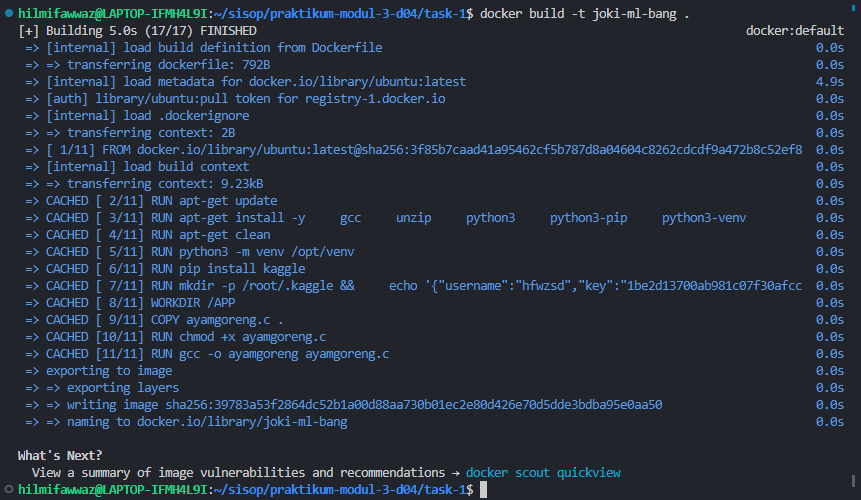 hilmifawwaz@LAPTOP-IFMH4L9I:~/sisop/praktikum-modul-3-d04/task-1$ docker build -t joki-ml-bang .
[+] Building 5.0s (17/17) FINISHED docker:default
=> [internal] load build definition from Dockerfile 0.0s
=> => transferring dockerfile: 792B 0.0s
=> [internal] load metadata for docker.io/library/ubuntu:latest 4.9s
=> [auth] library/ubuntu:pull token for registry-1.docker.io 0.0s
=> [internal] load .dockerignore 0.0s
=> => transferring context: 2B 0.0s
=> [ 1/11] FROM docker.io/library/ubuntu:latest@sha256:3f85b7caad41a95462cf5b787d8a04604c8262cdcdf9a472b8c52ef8 0.0s
=> [internal] load build context 0.0s
=> => transferring context: 9.23kB 0.0s
=> CACHED [ 2/11] RUN apt-get update 0.0s
=> CACHED [ 3/11] RUN apt-get install -y gcc unzip python3 python3-pip python3-venv 0.0s
=> CACHED [ 4/11] RUN apt-get clean 0.0s
=> CACHED [ 5/11] RUN python3 -m venv /opt/venv 0.0s
=> CACHED [ 6/11] RUN pip install kaggle 0.0s
=> CACHED [ 7/11] RUN mkdir -p /root/.kaggle && echo '{"username":"hfwzsd","key":"1be2d13700ab981c07f30afcc 0.0s
=> CACHED [ 8/11] WORKDIR /APP 0.0s
=> CACHED [ 9/11] COPY ayamgoreng.c . 0.0s
=> CACHED [10/11] RUN chmod +x ayamgoreng.c 0.0s
=> CACHED [11/11] RUN gcc -o ayamgoreng ayamgoreng.c 0.0s
=> exporting to image 0.0s
=> => exporting layers 0.0s
=> => writing image sha256:39783a53f2864dc52b1a00d88aa730b01ec2e80d426e70d5dde3bdba95e0aa50 0.0s
=> => naming to docker.io/library/joki-ml-bang 0.0s
What's Next?
View a summary of image vulnerabilities and recommendations → docker scout quickview
hilmifawwaz@LAPTOP-IFMH4L9I:~/sisop/praktikum-modul-3-d04/task-1$